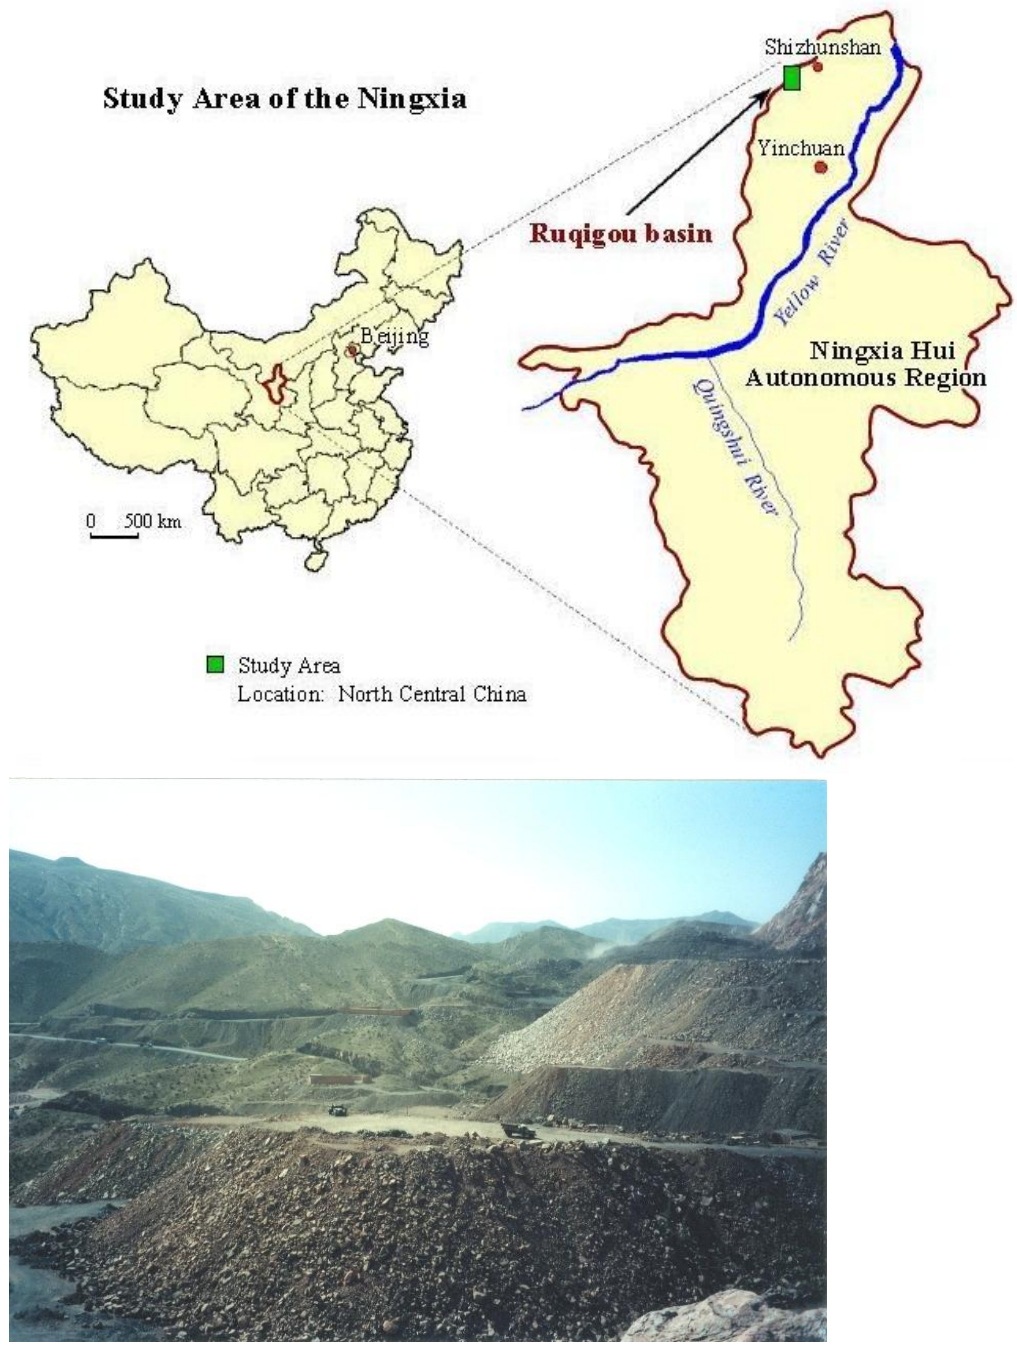 Study Area of the Ningxia
Shizhunshan
Yinchuan
Ruqigou basin
Yellow River
Beijing
Ningxia Hui
Autonomous Region
Quingshui River
0 500 km
Study Area
Location: North Central China